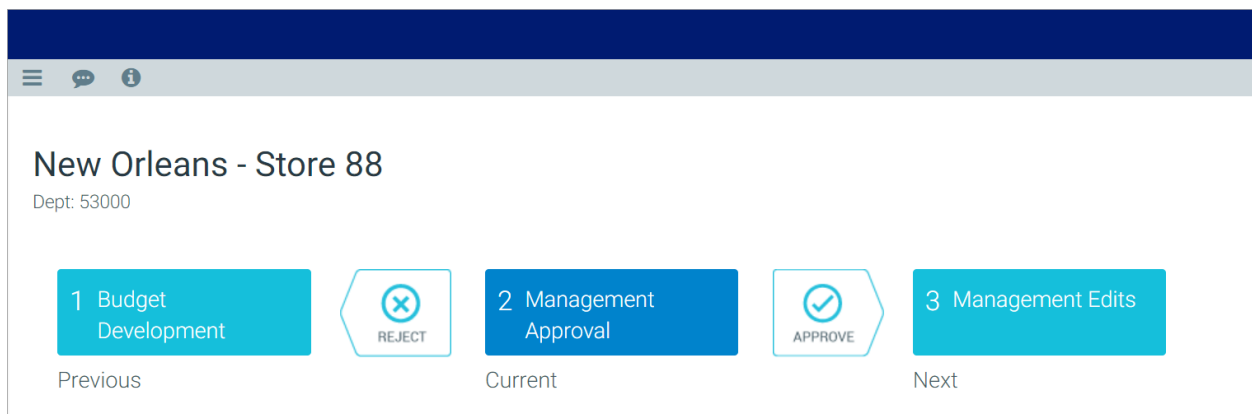 New Orleans - Store 88
Dept: 53000
1 Budget
Development
REJECT
2 Management
Approval
APPROVE
3 Management Edits
Previous
Current
Next